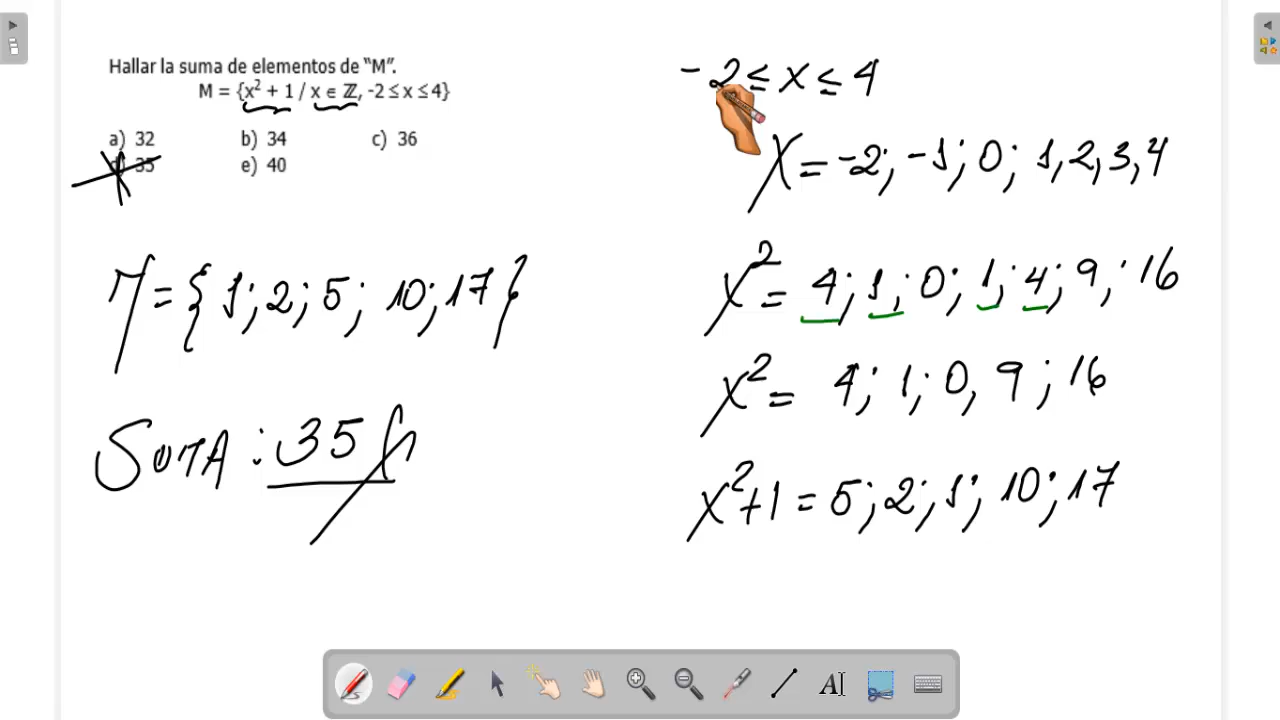 Hallar la suma de elementos de "M".
M = {x² + 1 / x ∈ ℤ, -2 ≤ x ≤ 4}
a) 32 b) 34 c) 36
35 e) 40
M = {1; 2; 5; 10; 17}
SUMA : 35
-2 ≤ x ≤ 4
X = -2; -1; 0; 1, 2, 3, 4
x² = 4; 1; 0; 1; 4; 9; 16
x² = 4; 1; 0, 9; 16
x²+1 = 5; 2; 1; 10; 17
AI